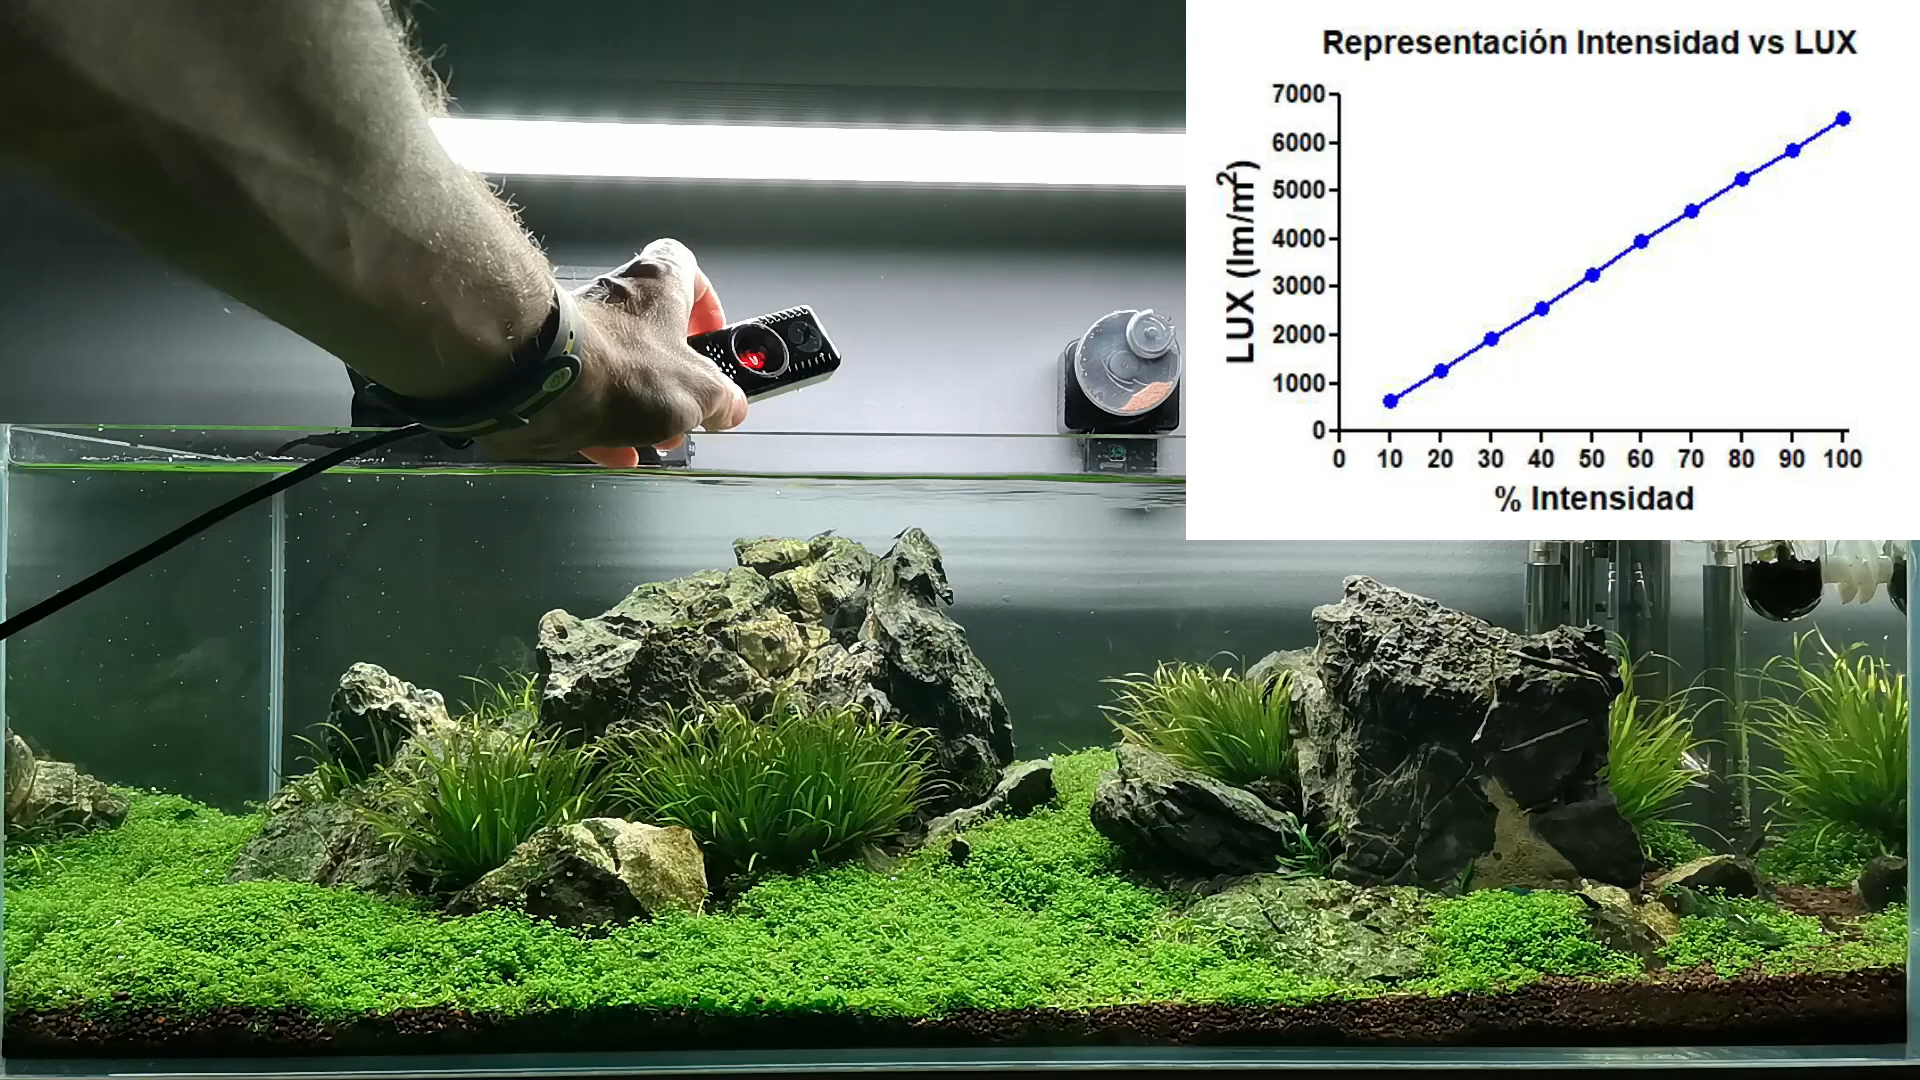 Representación Intensidad vs LUX
7000
6000
5000
4000
3000
2000
1000
0
LUX (lm/m²)
0 10 20 30 40 50 60 70 80 90 100
% Intensidad